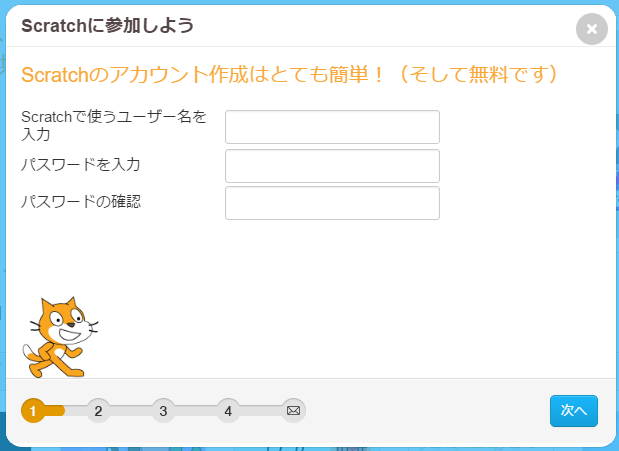 Scratchに参加しよう
Scratchのアカウント作成はとても簡単！（そして無料です）
Scratchで使うユーザー名を
入力
パスワードを入力
パスワードの確認
1 2 3 4
次へ